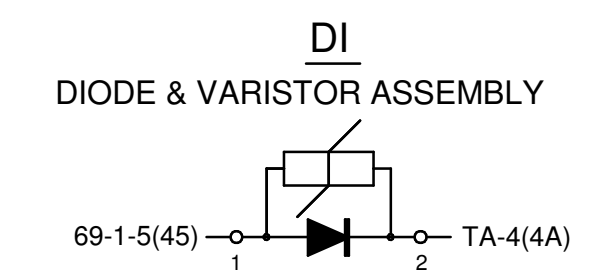 DI
DIODE & VARISTOR ASSEMBLY
69-1-5(45) TA-4(4A)
1 2